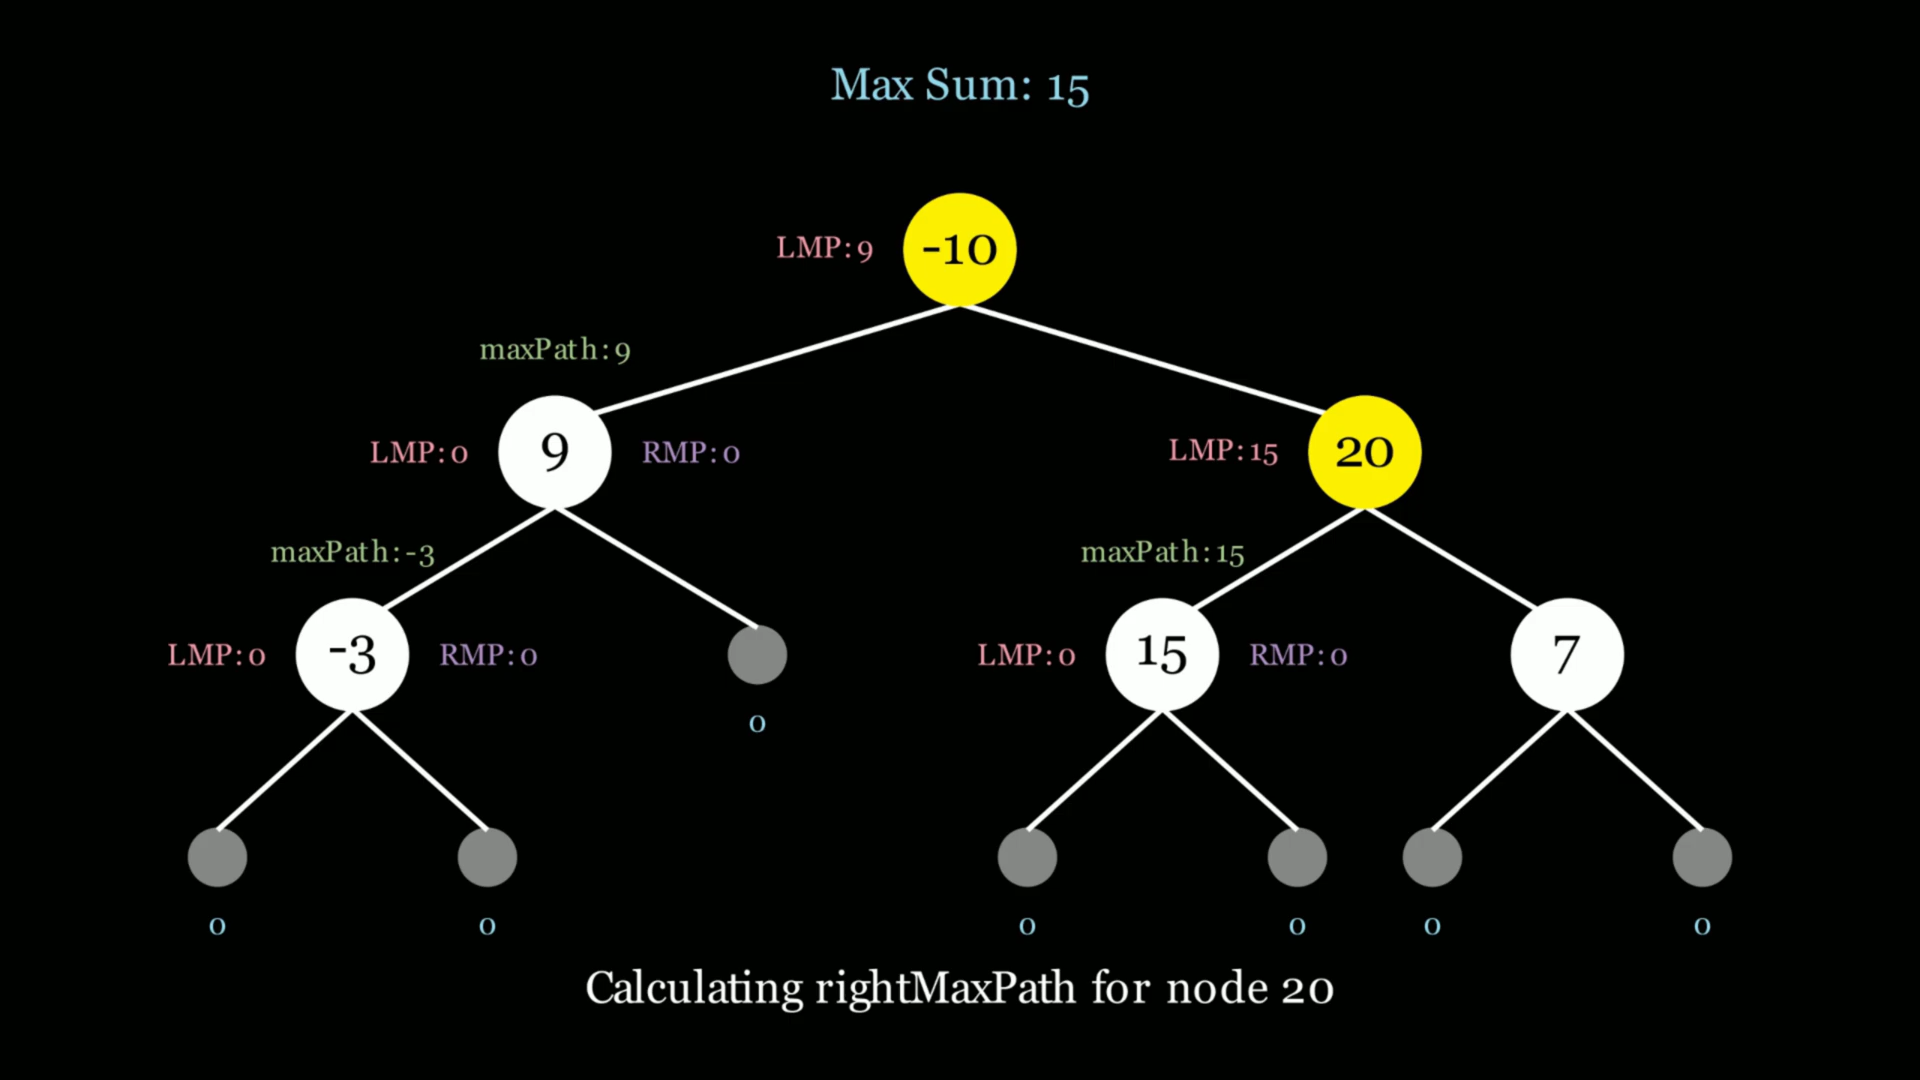 Max Sum: 15
LMP:9
-10
maxPath:9
LMP:0
9
RMP:0
LMP:15
20
maxPath:-3
maxPath:15
LMP:0
-3
RMP:0
0
LMP:0
15
RMP:0
7
0
0
0
0
0
0
Calculating rightMaxPath for node 20